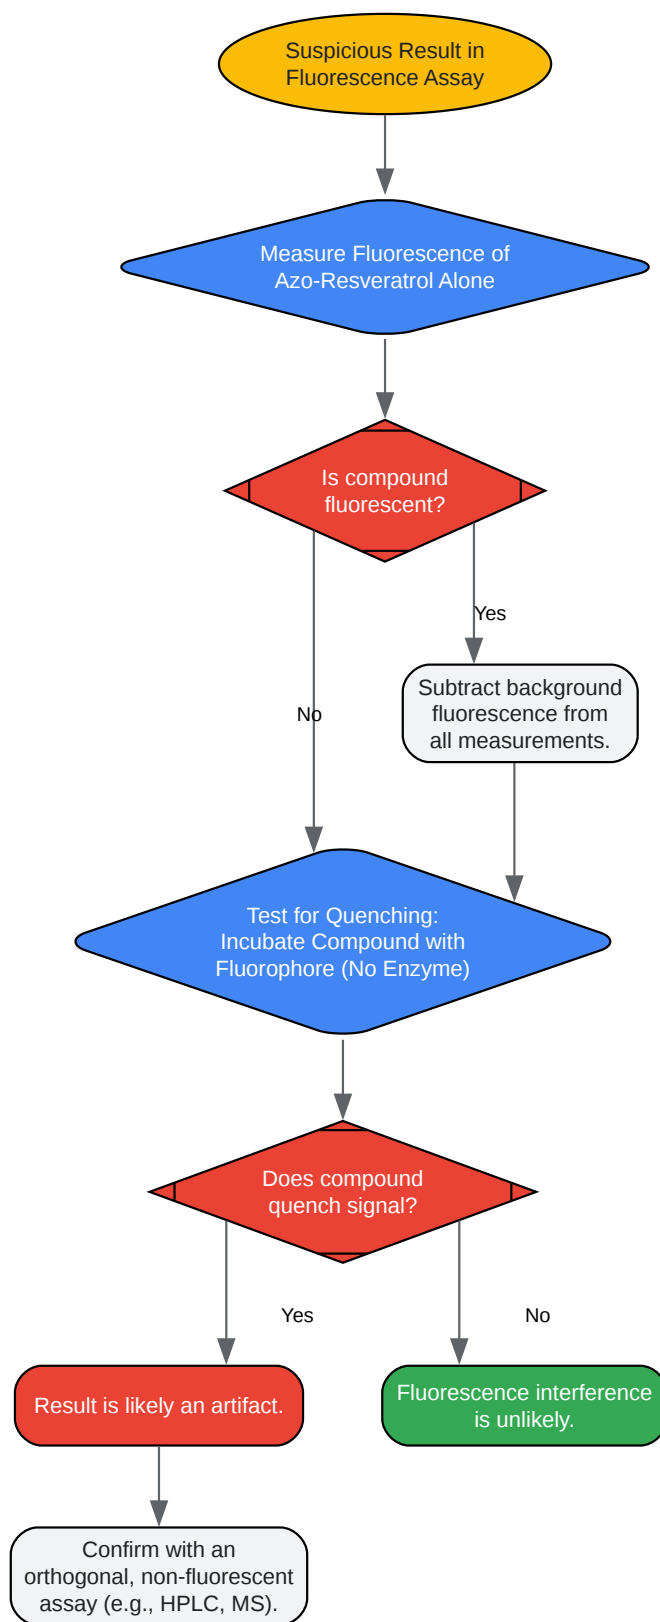 Suspicious Result in
Fluorescence Assay
Measure Fluorescence of
Azo-Resveratrol Alone
Is compound
fluorescent?
Yes
Subtract background
fluorescence from
all measurements.
No
Test for Quenching:
Incubate Compound with
Fluorophore (No Enzyme)
Does compound
quench signal?
Yes
No
Result is likely an artifact.
Fluorescence interference
is unlikely.
Confirm with an
orthogonal, non-fluorescent
assay (e.g., HPLC, MS).